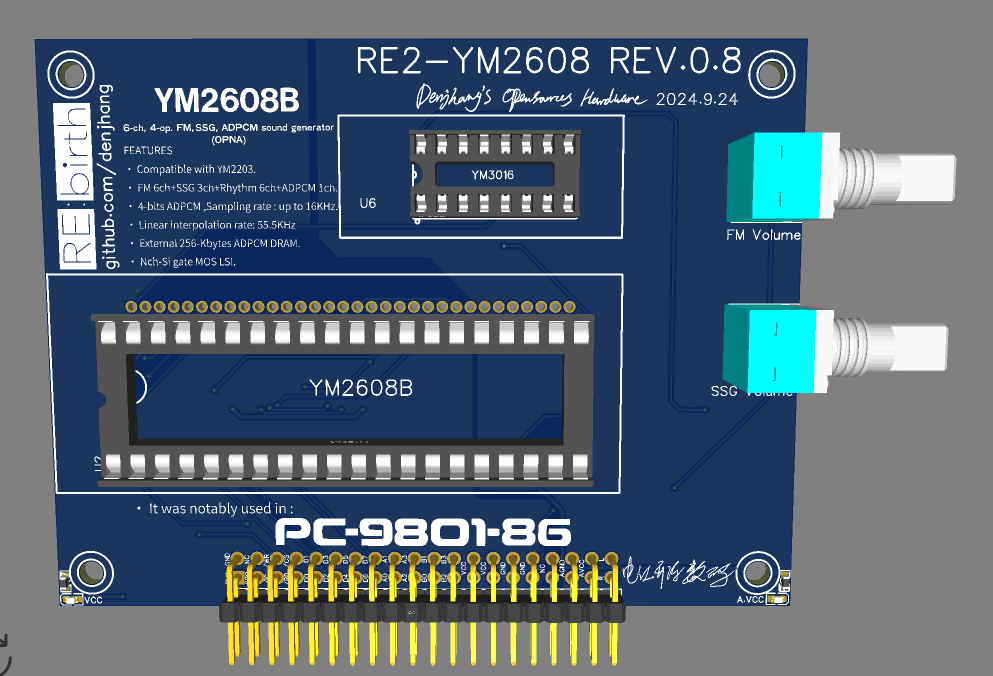 RE2-YM2608 REV.0.8
Denjhang's Opensources Hardware 2024.9.24
RE birth
github.com/denjhang
YM2608B
6-ch, 4-op. FM,SSG, ADPCM sound generator
(OPNA)
FEATURES
· Compatible with YM2203.
· FM 6ch+SSG 3ch+Rhythm 6ch+ADPCM 1ch.
· 4-bits ADPCM ,Sampling rate : up to 16KHz.
· Linear interpolation rate: 55.5KHz
· External 256-Kbytes ADPCM DRAM.
· Nch-Si gate MOS LSI.
YM3016
U6
FM Volume
YM2608B
SSG Volume
U2
· It was notably used in :
PC-9801-86
VCC
A.VCC